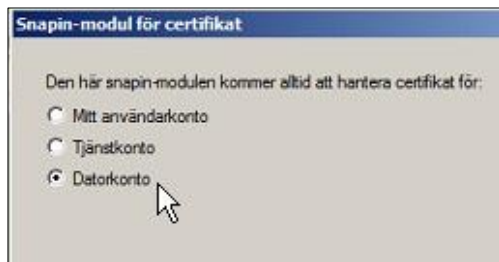 Snapin-modul för certifikat
Den här snapin-modulen kommer alltid att hantera certifikat för:
Mitt användarkonto
Tjänstkonto
Datorkonto